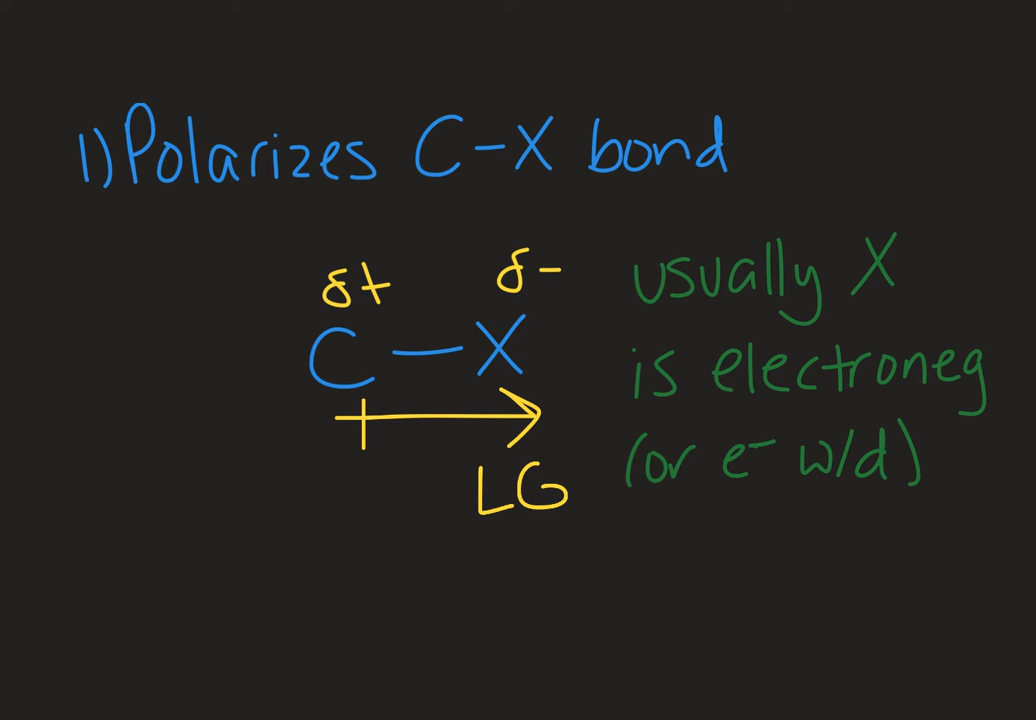 1) Polarizes C-X bond
δ+ δ-
C — X
LG
usually X
is electroneg
(or e⁻ w/d)